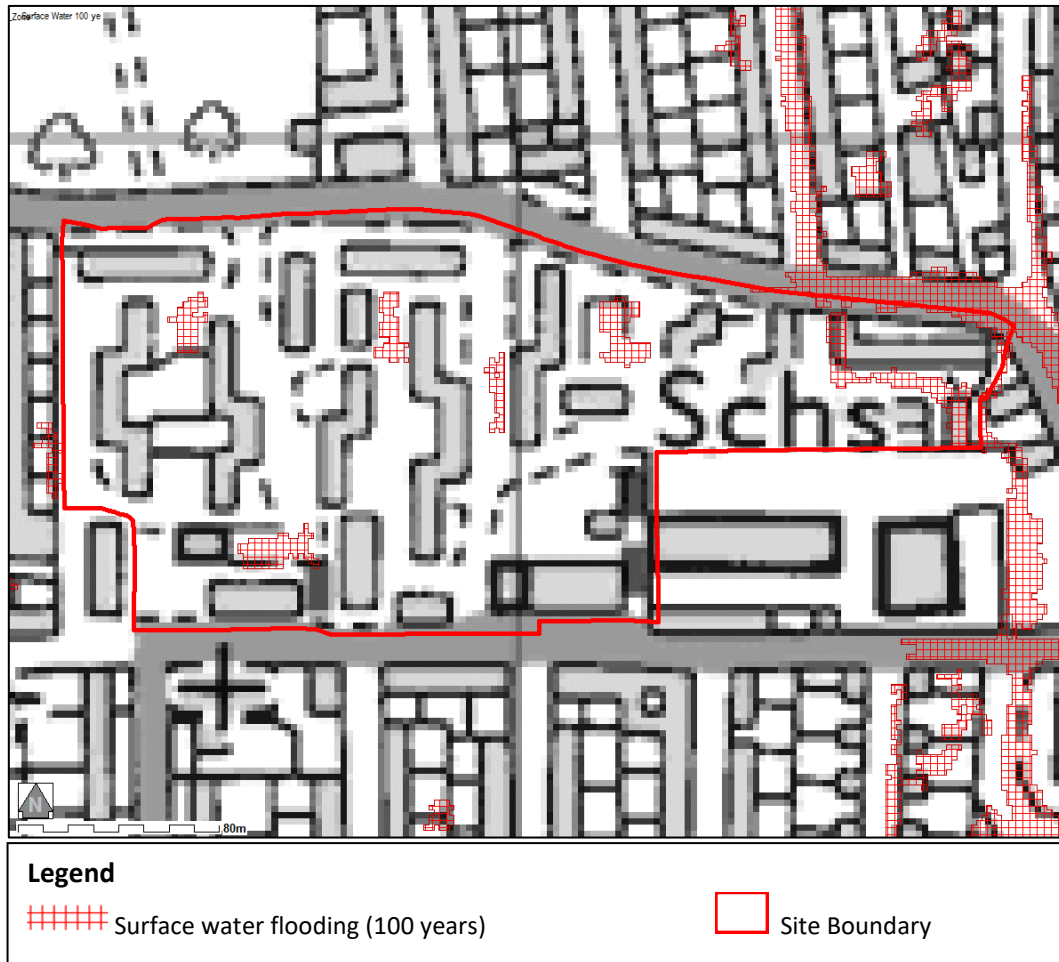 Surface Water 100 ye
Schs
N
80m
Legend
Surface water flooding (100 years)
Site Boundary